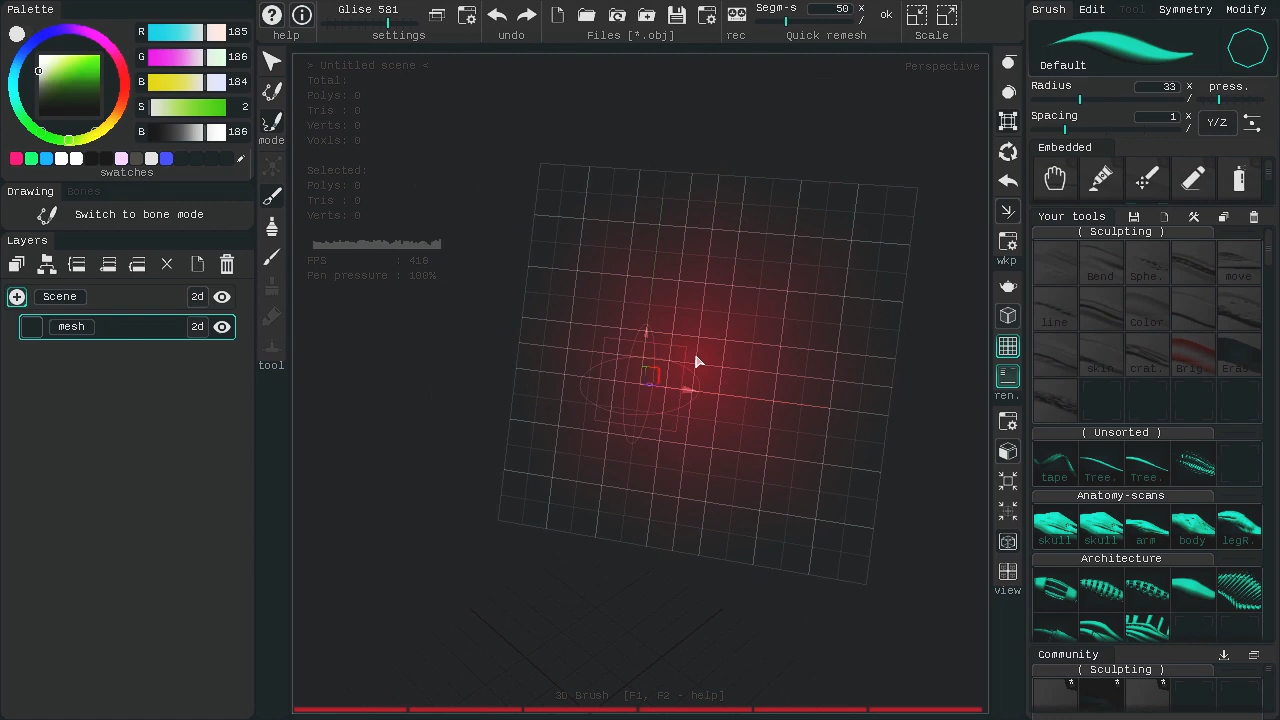 Palette
R 185
G 186
B 184
S 2
B 186
swatches
Drawing Bones
Switch to bone mode
Layers
Scene 2d
mesh 2d
help
Glise 581
settings
undo
Files [*.obj]
rec
Segm-s 50 x
/
ok
Quick remesh
Scale
mode
tool
> Untitled scene <
Total:
Polys: 0
Tris : 0
Verts: 0
Voxls: 0
Selected:
Polys: 0
Tris : 0
Verts: 0
FPS : 418
Pen pressure : 100%
Perspective
3D Brush [F1, F2 - help]
wkp
ren.
view
Brush Edit Tool Symmetry Modify
Default
Radius 33 x press.
/
Spacing 1 x Y/Z
/
Embedded
Your tools
( Sculpting )
Bend Sphe. move
line Color
skin crat. Brig. Eras
( Unsorted )
tape Tree. Tree.
Anatomy-scans
skull skull arm body legR.
Architecture
Community
( Sculpting )